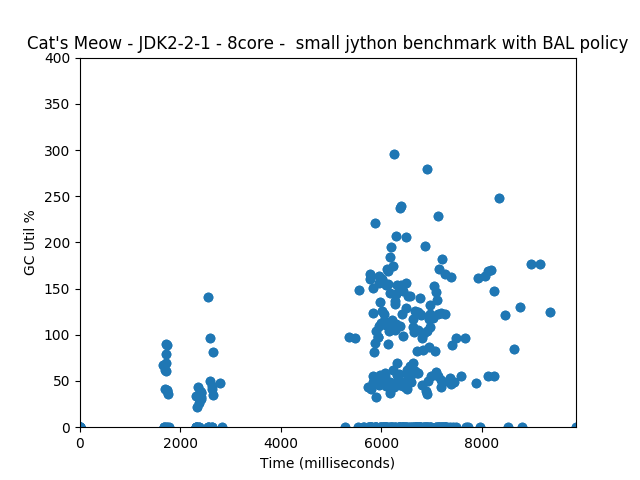 Cat's Meow - JDK2-2-1 - 8core -  small jython benchmark with BAL policy
400
350
300
250
200
150
100
50
0
GC Util %
0 2000 4000 6000 8000
Time (milliseconds)